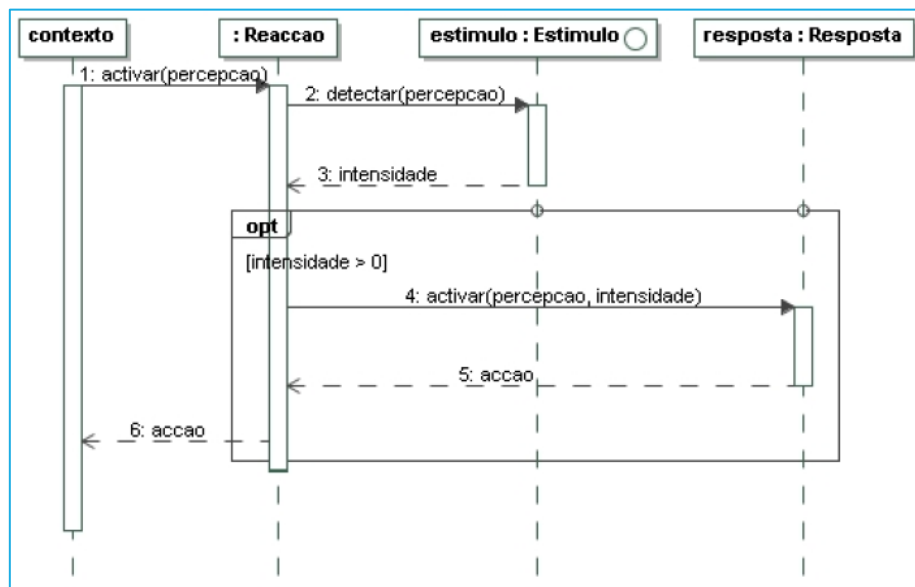 contexto
: Reaccao
estimulo : Estimulo
resposta : Resposta
1: activar(percepcao)
2: detectar(percepcao)
3: intensidade
opt
[intensidade > 0]
4: activar(percepcao, intensidade)
5: accao
6: accao